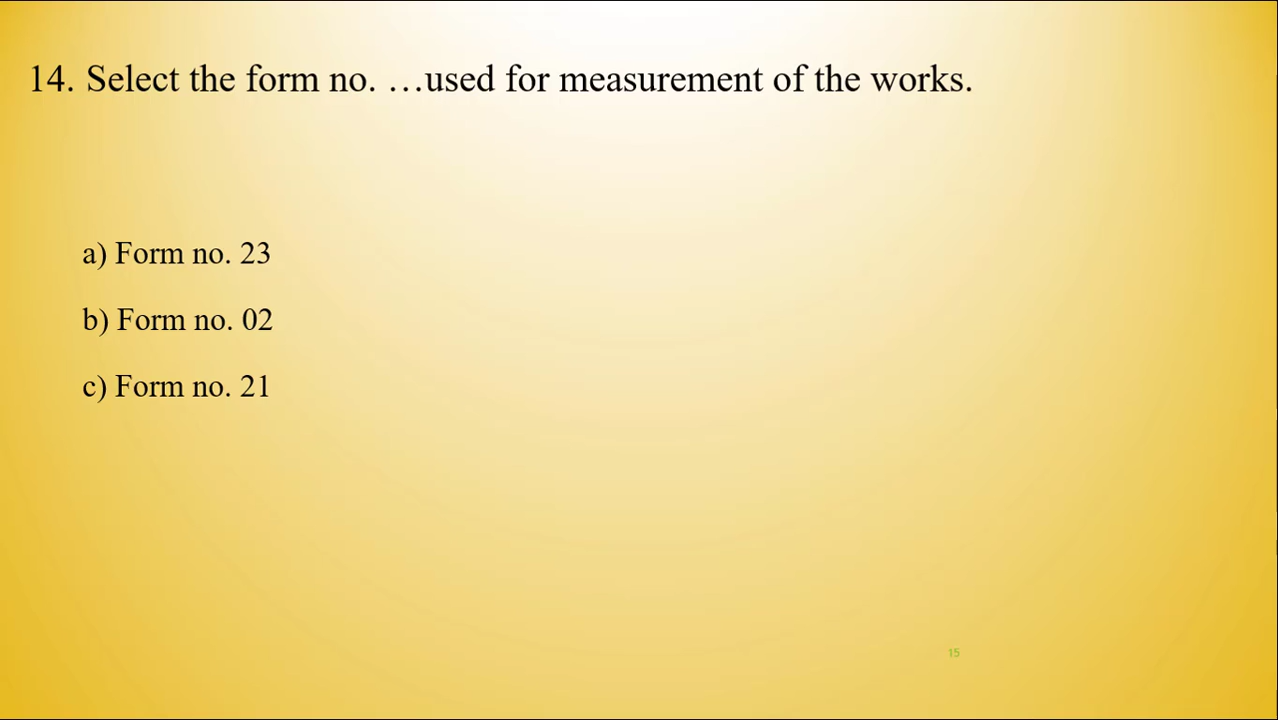 14. Select the form no. …used for measurement of the works.
a) Form no. 23
b) Form no. 02
c) Form no. 21
15